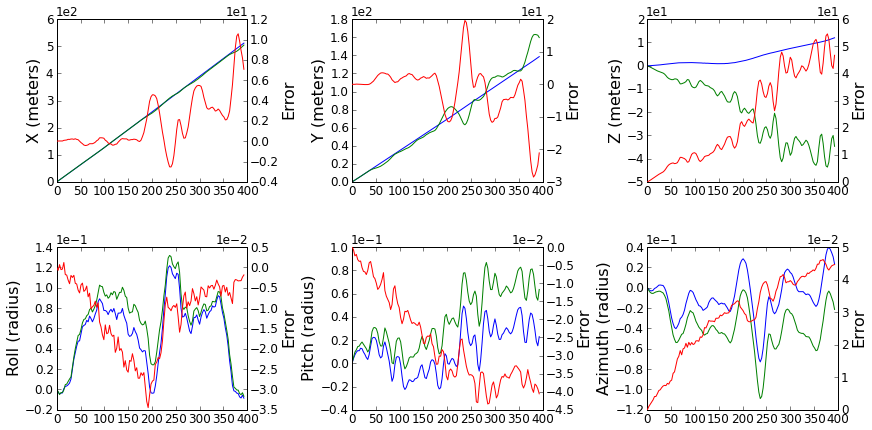 1e2 1e1
6 5 4 3 2 1 0
X (meters)
1.2 1.0 0.8 0.6 0.4 0.2 0.0 −0.2 −0.4
Error
0 50 100 150 200 250 300 350 400
1e2 1e1
1.8 1.6 1.4 1.2 1.0 0.8 0.6 0.4 0.2 0.0
Y (meters)
2 1 0 −1 −2 −3
Error
0 50 100 150 200 250 300 350 400
1e1 1e1
2 1 0 −1 −2 −3 −4 −5
Z (meters)
6 5 4 3 2 1 0
Error
0 50 100 150 200 250 300 350 400
1e−1 1e−2
1.4 1.2 1.0 0.8 0.6 0.4 0.2 0.0 −0.2
Roll (radius)
0.5 0.0 −0.5 −1.0 −1.5 −2.0 −2.5 −3.0 −3.5
Error
0 50 100 150 200 250 300 350 400
1e−1 1e−2
1.0 0.8 0.6 0.4 0.2 0.0 −0.2 −0.4
Pitch (radius)
0.0 −0.5 −1.0 −1.5 −2.0 −2.5 −3.0 −3.5 −4.0 −4.5
Error
0 50 100 150 200 250 300 350 400
1e−1 1e−2
0.4 0.2 0.0 −0.2 −0.4 −0.6 −0.8 −1.0 −1.2
Azimuth (radius)
5 4 3 2 1 0
Error
0 50 100 150 200 250 300 350 400